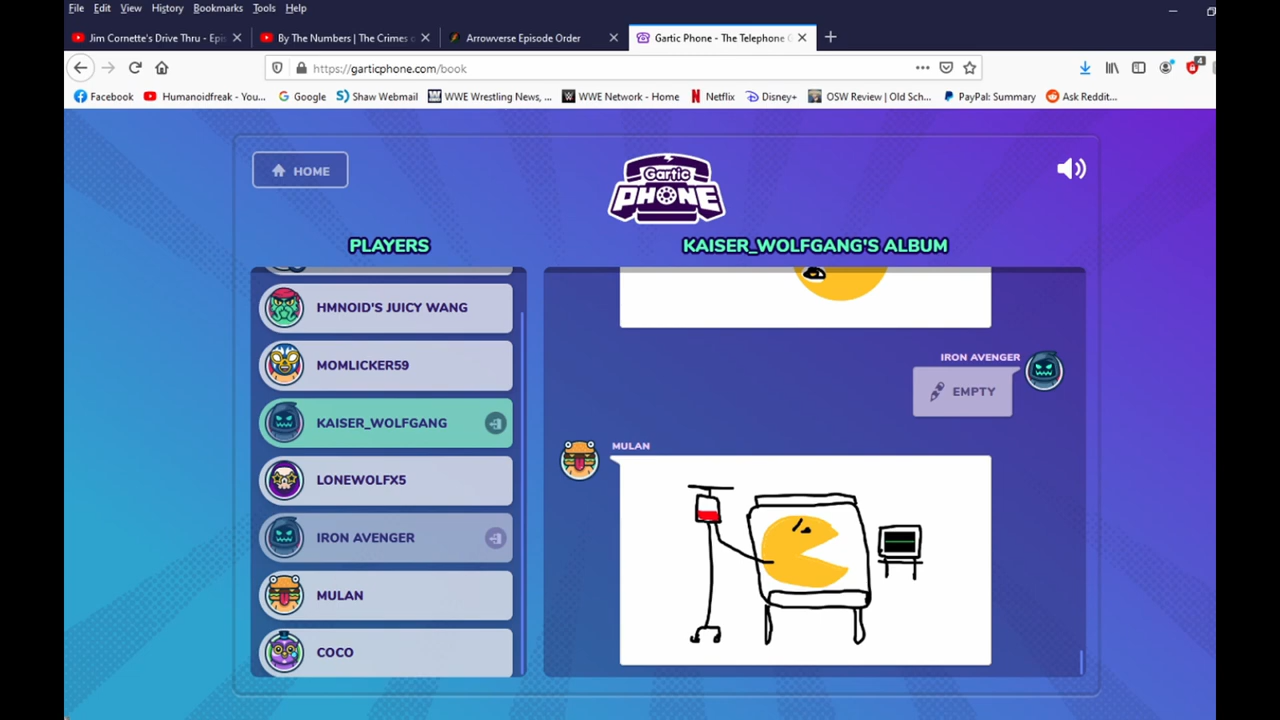 File Edit View History Bookmarks Tools Help
Jim Cornette's Drive Thru - Epi
By The Numbers | The Crimes o
Arrowverse Episode Order
Gartic Phone - The Telephone G
https://garticphone.com/book
Facebook
Humanoidfreak - You...
Google
Shaw Webmail
WWE Wrestling News, ...
WWE Network - Home
Netflix
Disney+
OSW Review | Old Sch...
PayPal: Summary
Ask Reddit...
4
HOME
Gartic
PHONE
PLAYERS
KAISER_WOLFGANG'S ALBUM
HMNOID'S JUICY WANG
MOMLICKER59
KAISER_WOLFGANG
LONEWOLFX5
IRON AVENGER
MULAN
COCO
IRON AVENGER
EMPTY
MULAN